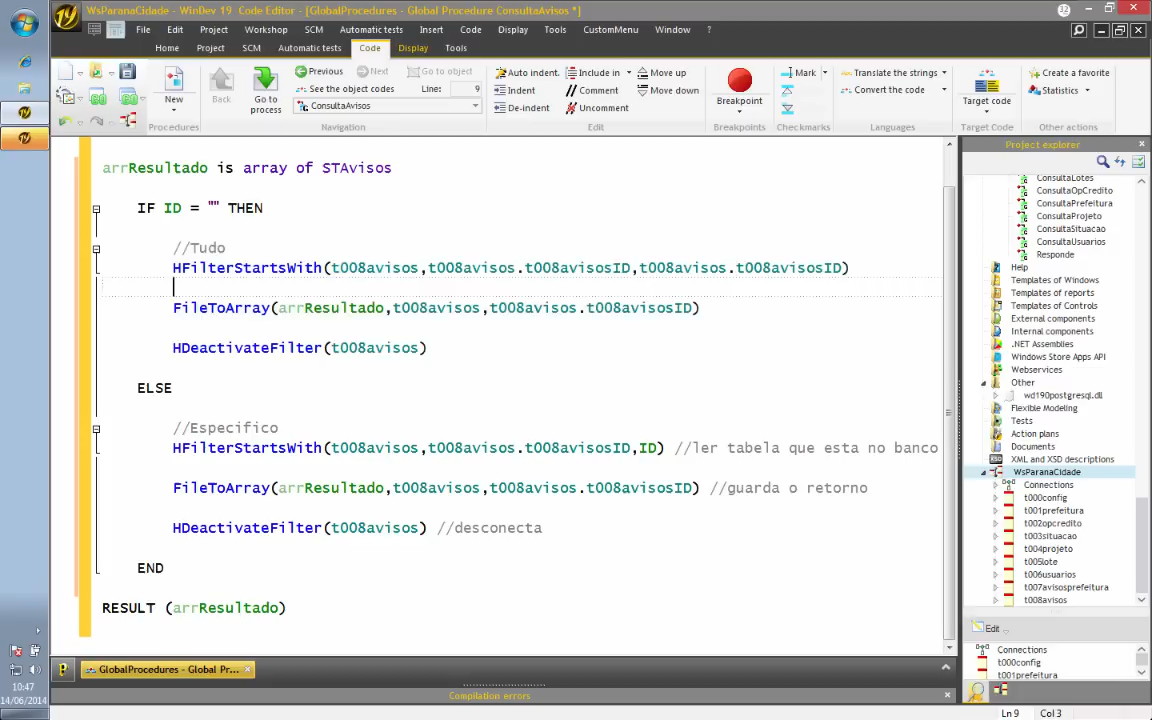 WsParanaCidade - WinDev 19 Code Editor - [GlobalProcedures - Global Procedure ConsultaAvisos *]
32
File Edit Project Workshop SCM Automatic tests Insert Code Display Tools CustomMenu Window ?
Home Project SCM Automatic tests Code Display Tools
New
Procedures
Back
Go to process
Previous Next Go to object
See the object codes Lines 9
ConsultaAvisos
Navigation
Auto indent. Include in Move up
Indent Comment Move down
De-indent Uncomment
Edit
Breakpoint
Breakpoints
Mark
Checkmarks
Translate the strings
Convert the code
Languages
Target code
Target Code
Create a favorite
Statistics
Other actions
arrResultado is array of STAvisos
IF ID = "" THEN
//Tudo
HFilterStartsWith(t008avisos,t008avisos.t008avisosID,t008avisos.t008avisosID)
FileToArray(arrResultado,t008avisos,t008avisos.t008avisosID)
HDeactivateFilter(t008avisos)
ELSE
//Especifico
HFilterStartsWith(t008avisos,t008avisos.t008avisosID,ID) //ler tabela que esta no banco
FileToArray(arrResultado,t008avisos,t008avisos.t008avisosID) //guarda o retorno
HDeactivateFilter(t008avisos) //desconecta
END
RESULT (arrResultado)
Project explorer
ConsultaLotes
ConsultaOpCredito
ConsultaPrefeitura
ConsultaProjeto
ConsultaSituacao
ConsultaUsuarios
Responde
Help
Templates of Windows
Templates of reports
Templates of Controls
External components
Internal components
.NET Assemblies
Windows Store Apps API
Webservices
Other
wd190postgresql.dl
Flexible Modeling
Tests
Action plans
Documents
XML and XSD descriptions
WsParanaCidade
Connections
t000config
t001prefeitura
t002opcredito
t003situacao
t004projeto
t005lote
t006usuarios
t007avisosprefeitura
t008avisos
Edit
Connections
t000config
t001prefeitura
GlobalProcedures - Global Pr...
Compilation errors
Ln 9 Col 3
10:47
14/06/2014